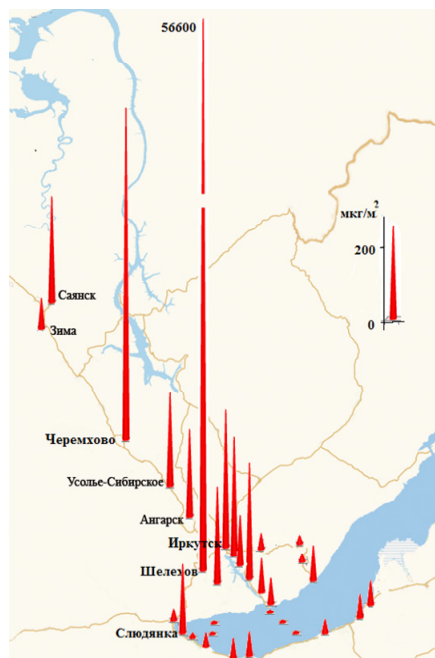 56600
мкг/м2
200
0
Саянск
Зима
Черемхово
Усолье-Сибирское
Ангарск
Иркутск
Шелехов
Слюдянка